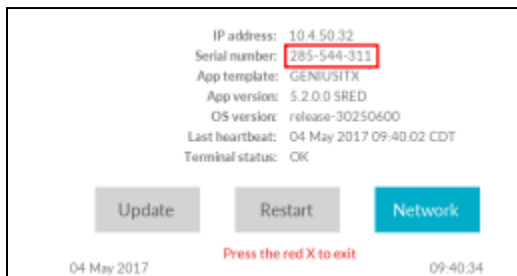 IP address: 10.4.50.32
Serial number: 285-544-311
App template: GENIUSITX
App version: 5.2.0.0 SRED
OS version: release-30250600
Last heartbeat: 04 May 2017 09:40:02 CDT
Terminal status: OK
Update Restart Network
Press the red X to exit
04 May 2017 09:40:34